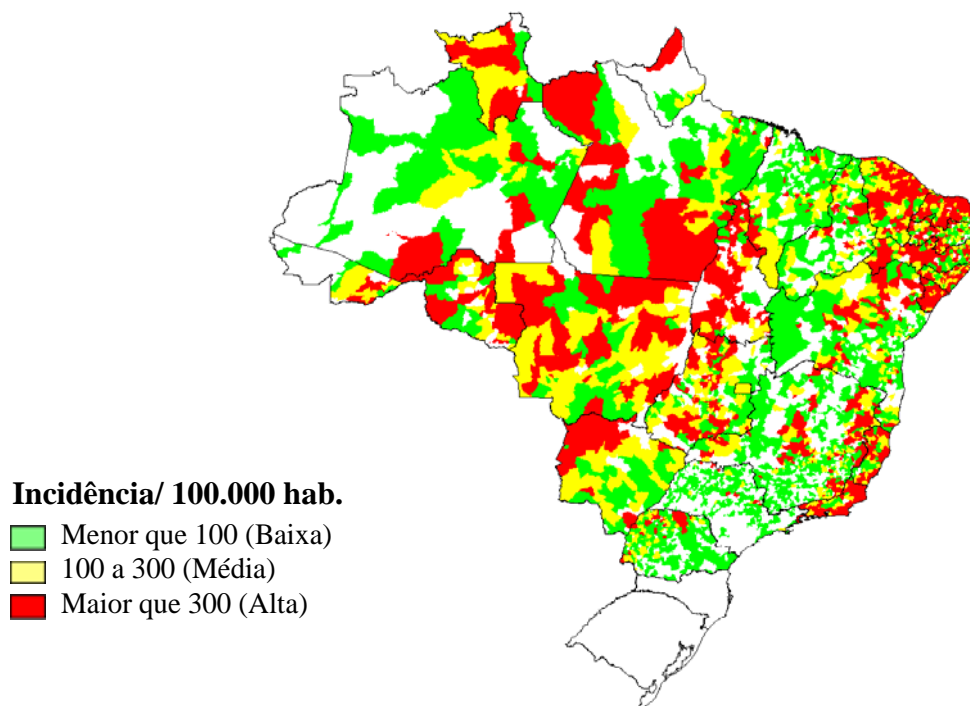 Incidência/ 100.000 hab.
Menor que 100 (Baixa)
100 a 300 (Média)
Maior que 300 (Alta)